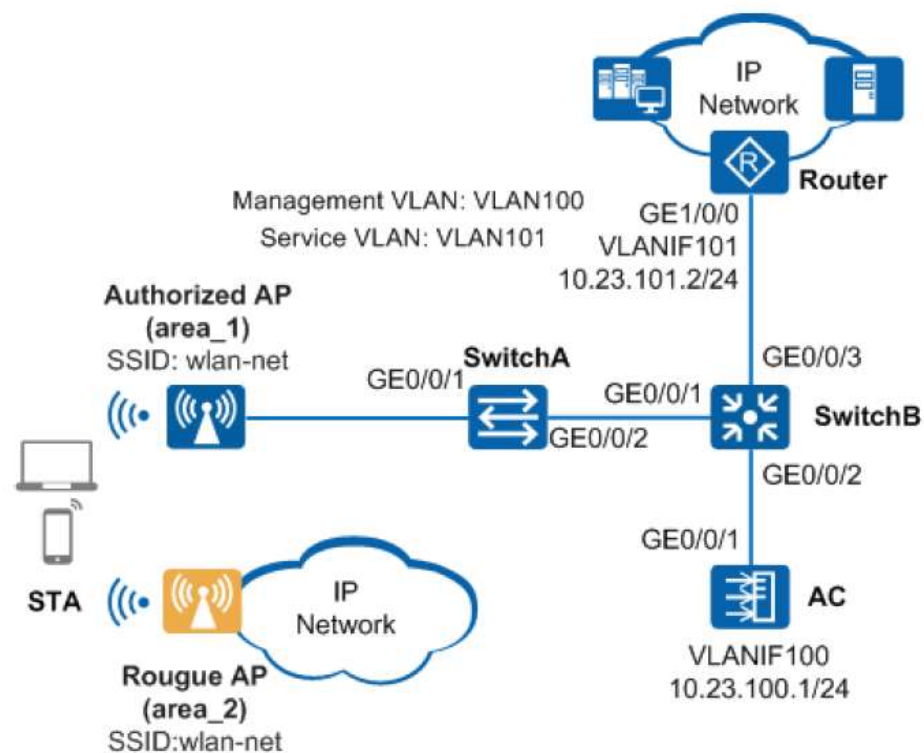 IP
Network
R
Router
Management VLAN: VLAN100
Service VLAN: VLAN101
GE1/0/0
VLANIF101
10.23.101.2/24
Authorized AP
(area_1)
SSID: wlan-net
SwitchA
GE0/0/1
GE0/0/2
GE0/0/1
GE0/0/3
SwitchB
GE0/0/2
GE0/0/1
AC
VLANIF100
10.23.100.1/24
STA
IP
Network
Rougue AP
(area_2)
SSID:wlan-net